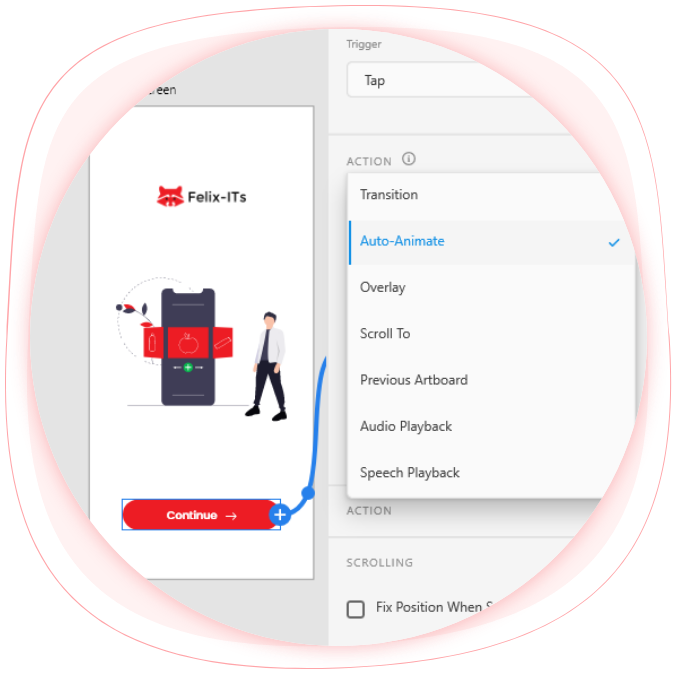 Trigger
Tap
ACTION
Felix-ITs
Transition
Auto-Animate
Overlay
Scroll To
Previous Artboard
Audio Playback
Speech Playback
Continue →
ACTION
SCROLLING
Fix Position When